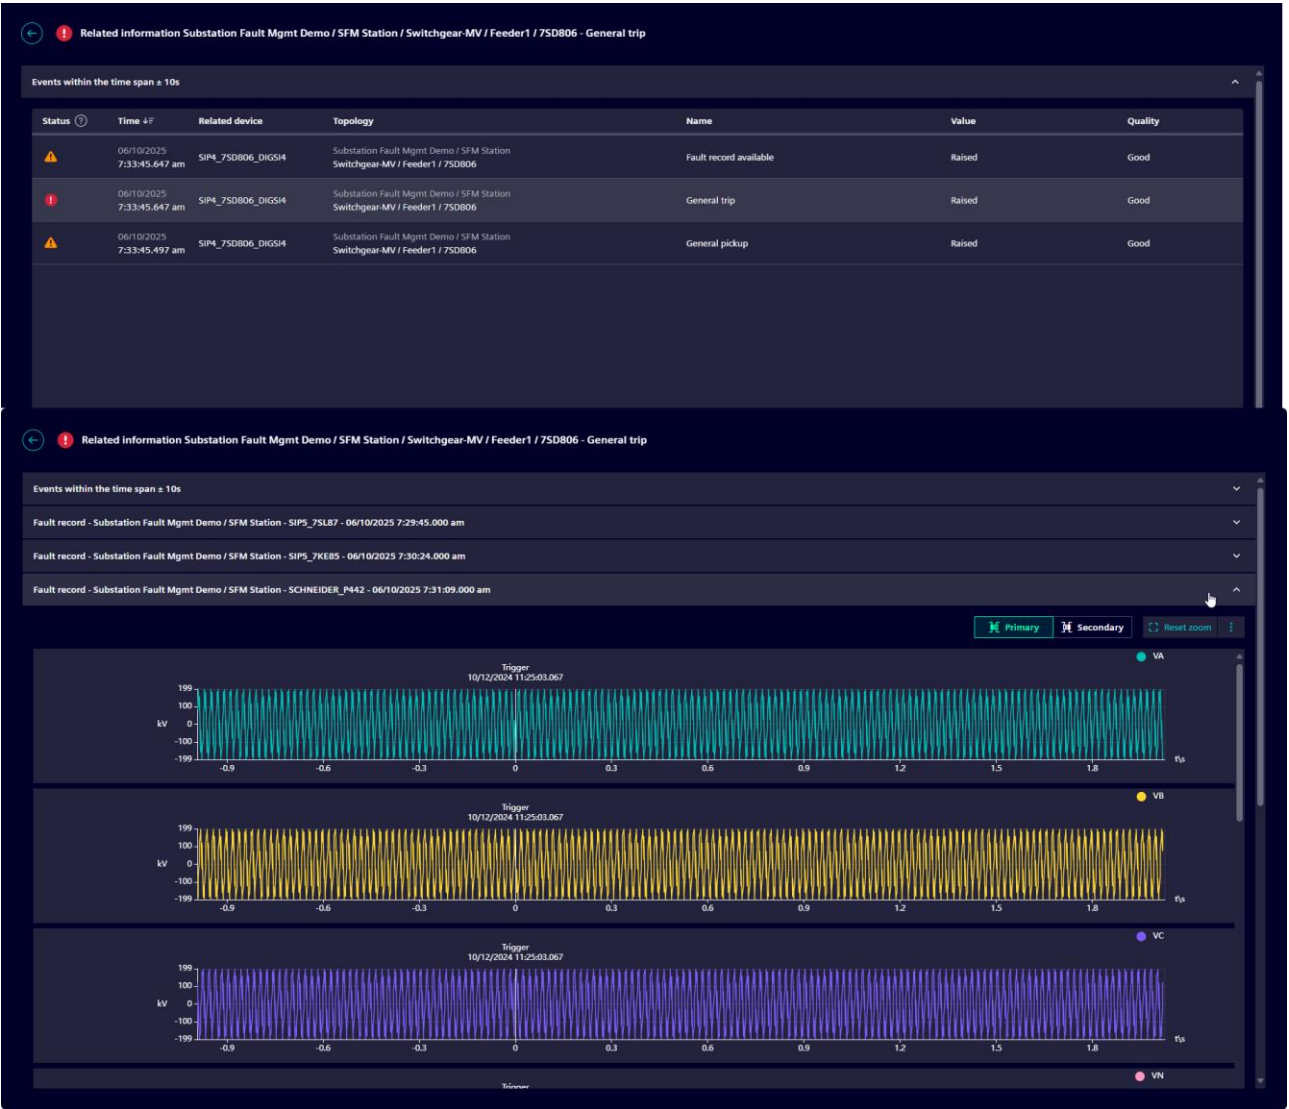 Related information Substation Fault Mgmt Demo / SFM Station / Switchgear-MV / Feeder1 / 7SD806 - General trip
Events within the time span ± 10s
Status ? Time Related device Topology Name Value Quality
06/10/2025 7:33:45.647 am SIP4_7SD806_DIGSI4 Substation Fault Mgmt Demo / SFM Station Switchgear-MV / Feeder1 / 7SD806 Fault record available Raised Good
06/10/2025 7:33:45.647 am SIP4_7SD806_DIGSI4 Substation Fault Mgmt Demo / SFM Station Switchgear-MV / Feeder1 / 7SD806 General trip Raised Good
06/10/2025 7:33:45.497 am SIP4_7SD806_DIGSI4 Substation Fault Mgmt Demo / SFM Station Switchgear-MV / Feeder1 / 7SD806 General pickup Raised Good
Related information Substation Fault Mgmt Demo / SFM Station / Switchgear-MV / Feeder1 / 7SD806 - General trip
Events within the time span ± 10s
Fault record - Substation Fault Mgmt Demo / SFM Station - SIP5_7SL87 - 06/10/2025 7:29:45.000 am
Fault record - Substation Fault Mgmt Demo / SFM Station - SIP5_7KE85 - 06/10/2025 7:30:24.000 am
Fault record - Substation Fault Mgmt Demo / SFM Station - SCHNEIDER_P442 - 06/10/2025 7:31:09.000 am
Primary Secondary Reset zoom
VA
Trigger
10/12/2024 11:25:03.067
199
100
kV 0
-100
-199
t\s
-0.9 -0.6 -0.3 0 0.3 0.6 0.9 1.2 1.5 1.8
VB
Trigger
10/12/2024 11:25:03.067
199
100
kV 0
-100
-199
t\s
-0.9 -0.6 -0.3 0 0.3 0.6 0.9 1.2 1.5 1.8
VC
Trigger
10/12/2024 11:25:03.067
199
100
kV 0
-100
-199
t\s
-0.9 -0.6 -0.3 0 0.3 0.6 0.9 1.2 1.5 1.8
VN
Trigger